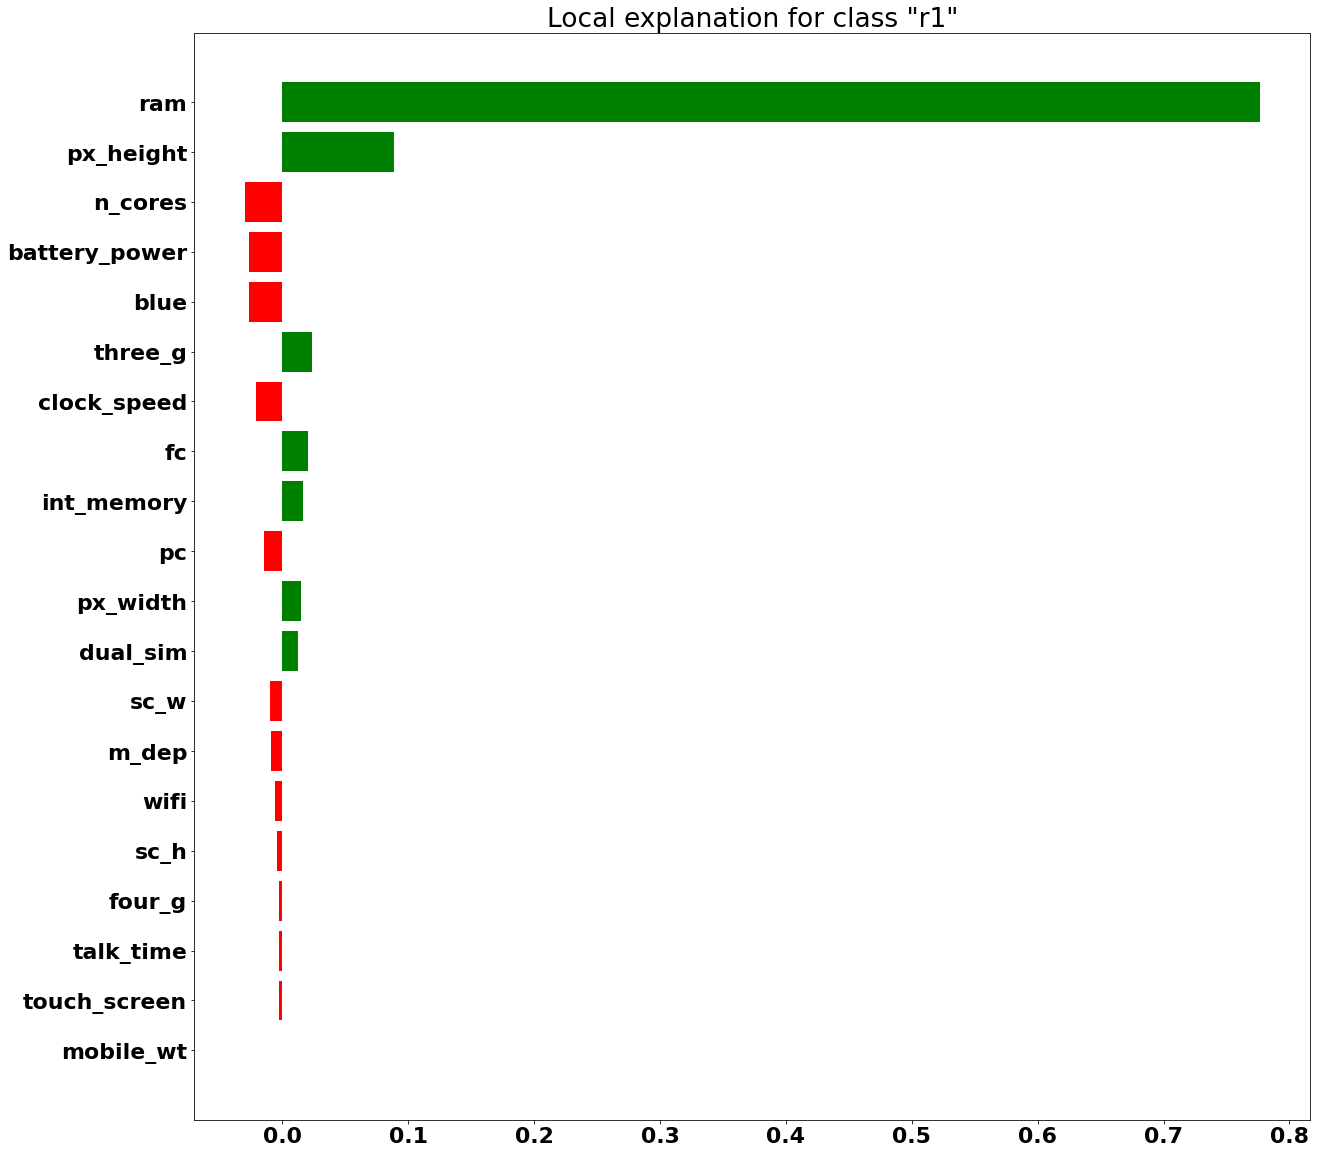 Local explanation for class "r1"
ram
px_height
n_cores
battery_power
blue
three_g
clock_speed
fc
int_memory
pc
px_width
dual_sim
sc_w
m_dep
wifi
sc_h
four_g
talk_time
touch_screen
mobile_wt
0.0 0.1 0.2 0.3 0.4 0.5 0.6 0.7 0.8